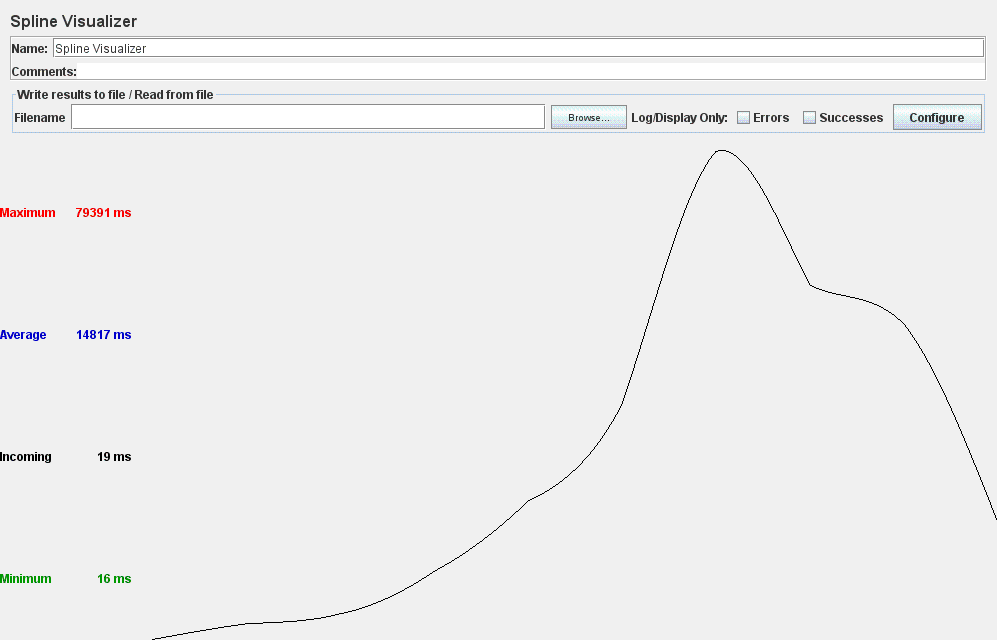 Spline Visualizer
Name: Spline Visualizer
Comments:
Write results to file / Read from file
Filename Browse... Log/Display Only: Errors Successes Configure
Maximum 79391 ms
Average 14817 ms
Incoming 19 ms
Minimum 16 ms